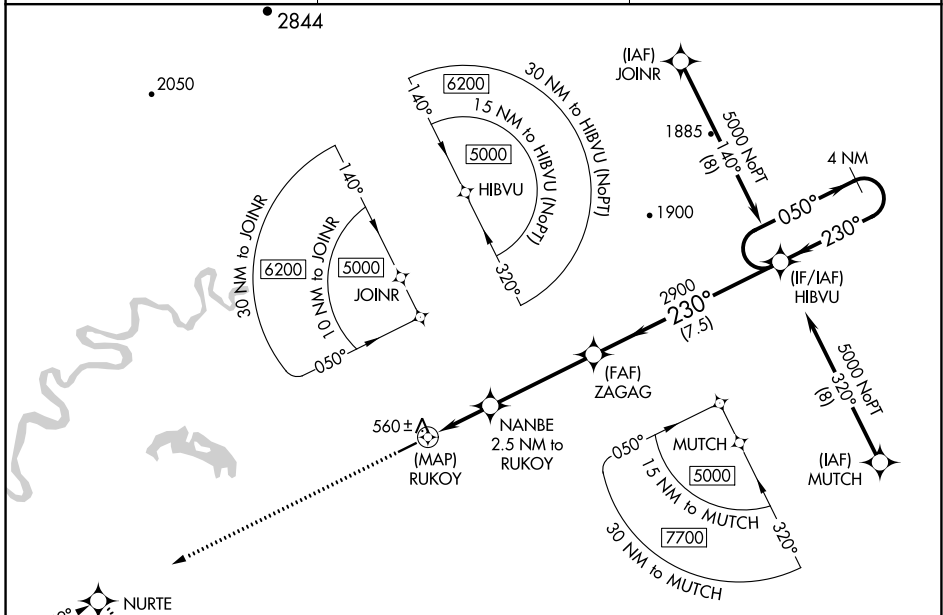 2844
2050
(IAF)
JOINR
5000 NoPT
140°
(8)
1885
1900
4 NM
050°
230°
(IF/IAF)
HIBVU
30 NM to HIBVU (NoPT)
6200
15 NM to HIBVU (NoPT)
5000
140°
HIBVU
320°
30 NM to JOINR
6200
10 NM to JOINR
5000
140°
JOINR
050°
2900
230°
(7.5)
(FAF)
ZAGAG
5000 NoPT
320°
(8)
(IAF)
MUTCH
NANBE
2.5 NM to
RUKOY
560 ±
(MAP)
RUKOY
050°
MUTCH
5000
15 NM to MUTCH
7700
30 NM to MUTCH
320°
NURTE